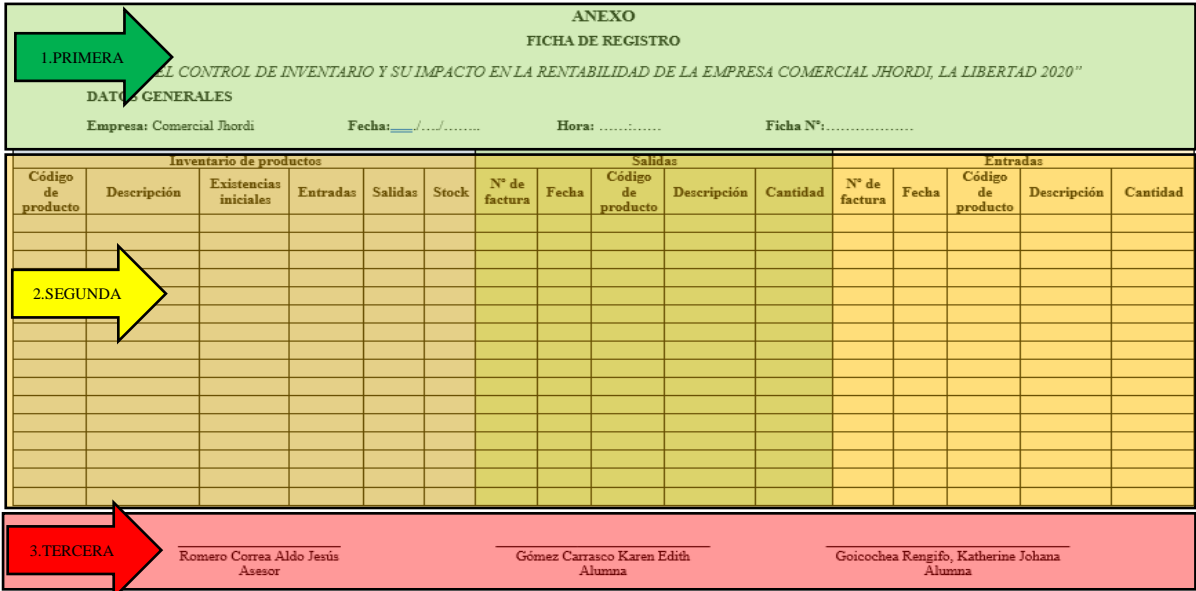 ANEXO
FICHA DE REGISTRO
1.PRIMERA
EL CONTROL DE INVENTARIO Y SU IMPACTO EN LA RENTABILIDAD DE LA EMPRESA COMERCIAL JHORDI, LA LIBERTAD 2020”
DATOS GENERALES
Empresa: Comercial Jhordi Fecha:___./…./…….. Hora: ……:…… Ficha N°:………………
Inventario de productos Salidas Entradas
Código de producto Descripción Existencias iniciales Entradas Salidas Stock N° de factura Fecha Código de producto Descripción Cantidad N° de factura Fecha Código de producto Descripción Cantidad
2.SEGUNDA
3.TERCERA
Romero Correa Aldo Jesús Gómez Carrasco Karen Edith Goicochea Rengifo, Katherine Johana
Asesor Alumna Alumna